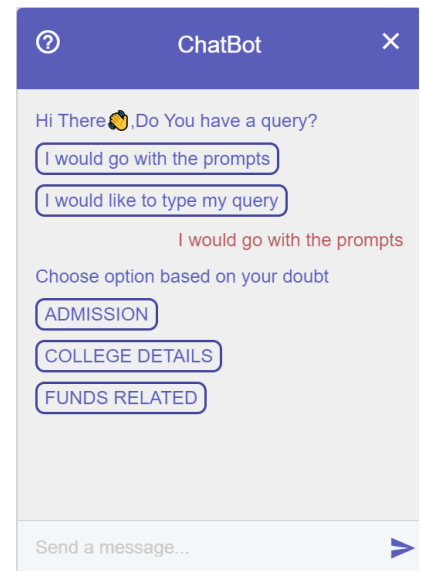 ChatBot
Hi There👋,Do You have a query?
I would go with the prompts
I would like to type my query
I would go with the prompts
Choose option based on your doubt
ADMISSION
COLLEGE DETAILS
FUNDS RELATED
Send a message...